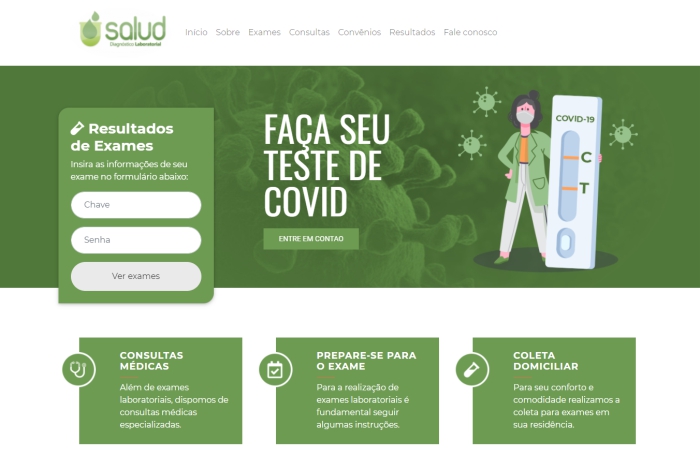 salud
Diagnóstico Laboratorial
Início Sobre Exames Consultas Convênios Resultados Fale conosco
Resultados
de Exames
Insira as informações de seu
exame no formulário abaixo:
Chave
Senha
Ver exames
FAÇA SEU
TESTE DE
COVID
ENTRE EM CONTAO
COVID-19
C
T
CONSULTAS
MÉDICAS
Além de exames
laboratoriais, dispomos de
consultas médicas
especializadas.
PREPARE-SE PARA
O EXAME
Para a realização de
exames laboratoriais é
fundamental seguir
algumas instruções.
COLETA
DOMICILIAR
Para seu conforto e
comodidade realizamos a
coleta para exames em
sua residência.